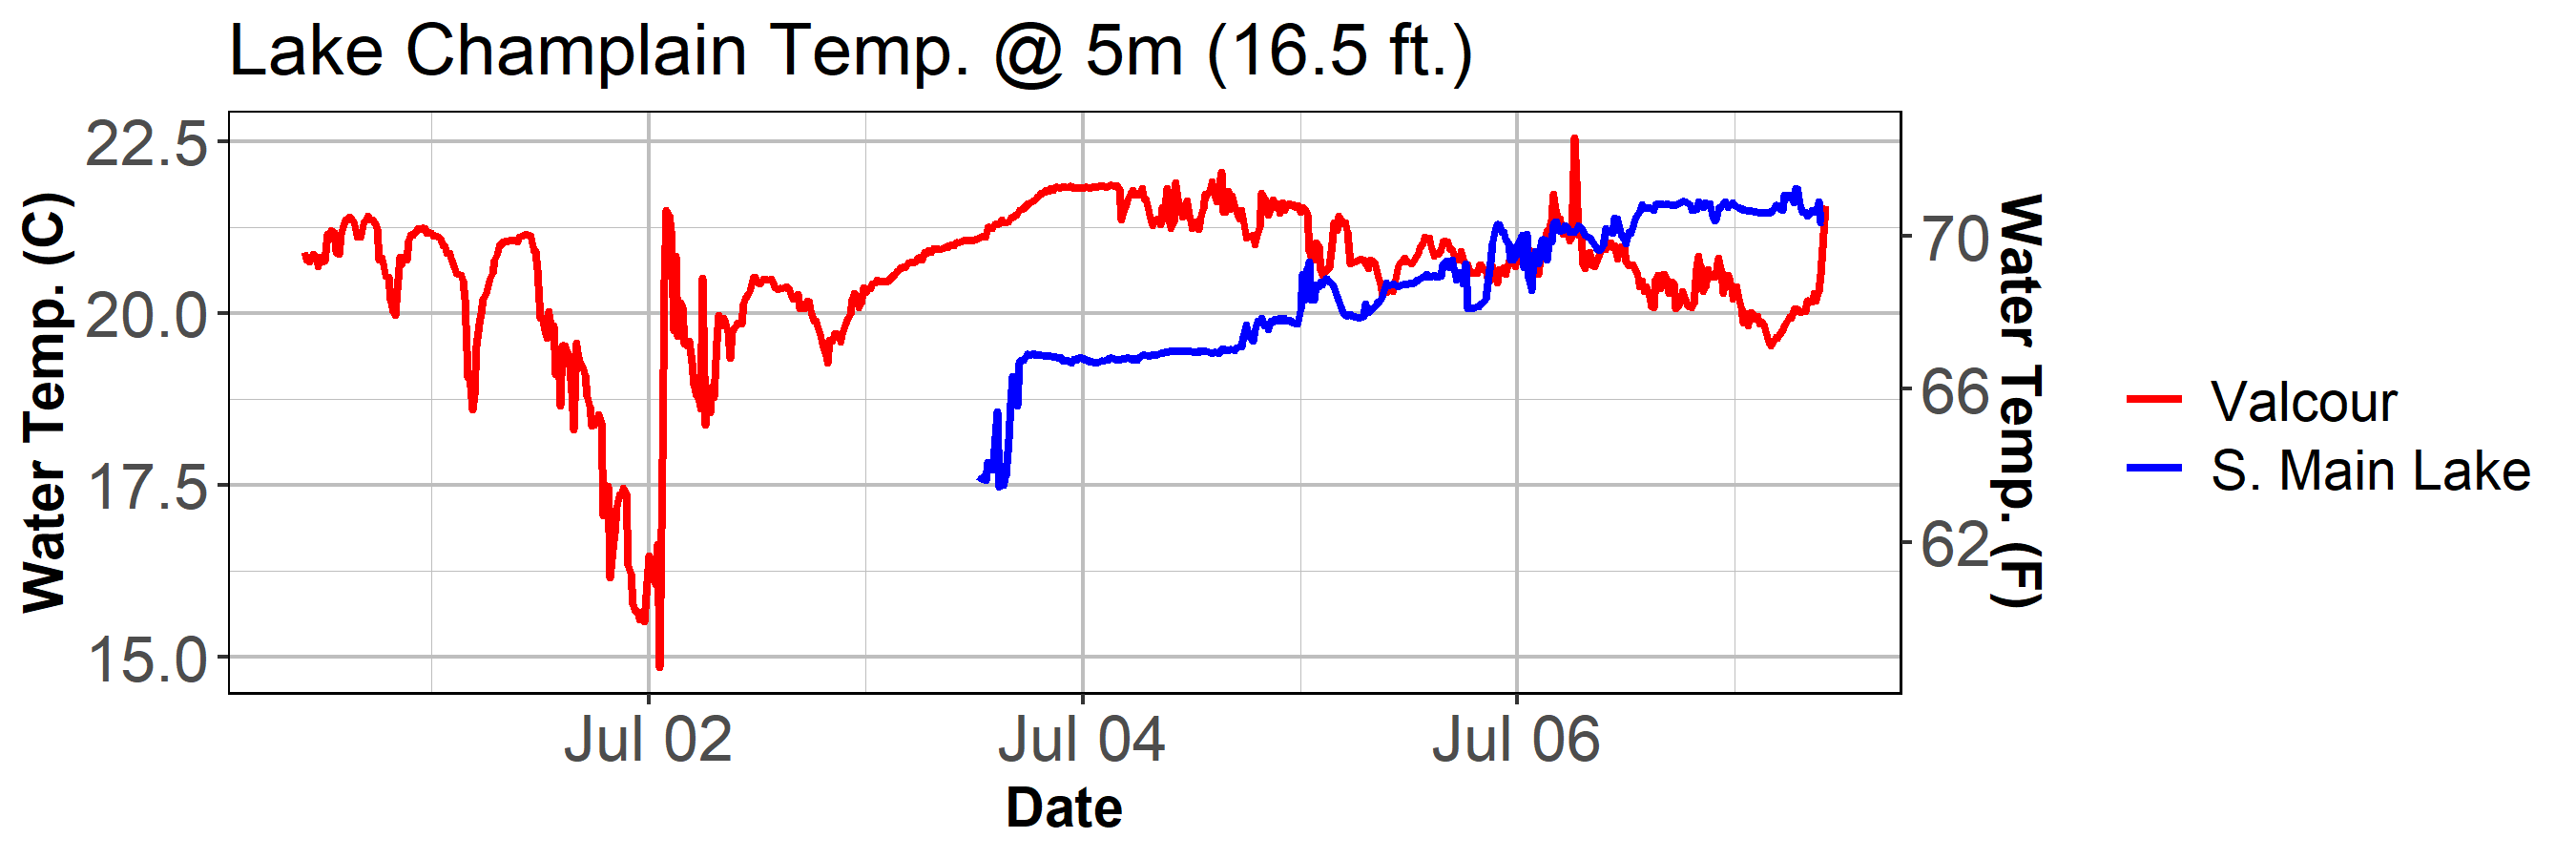 Lake Champlain Temp. @ 5m (16.5 ft.)
Water Temp. (C)
22.5
20.0
17.5
15.0
70
66
62
Water Temp. (F)
Jul 02
Jul 04
Jul 06
Date
Valcour
S. Main Lake